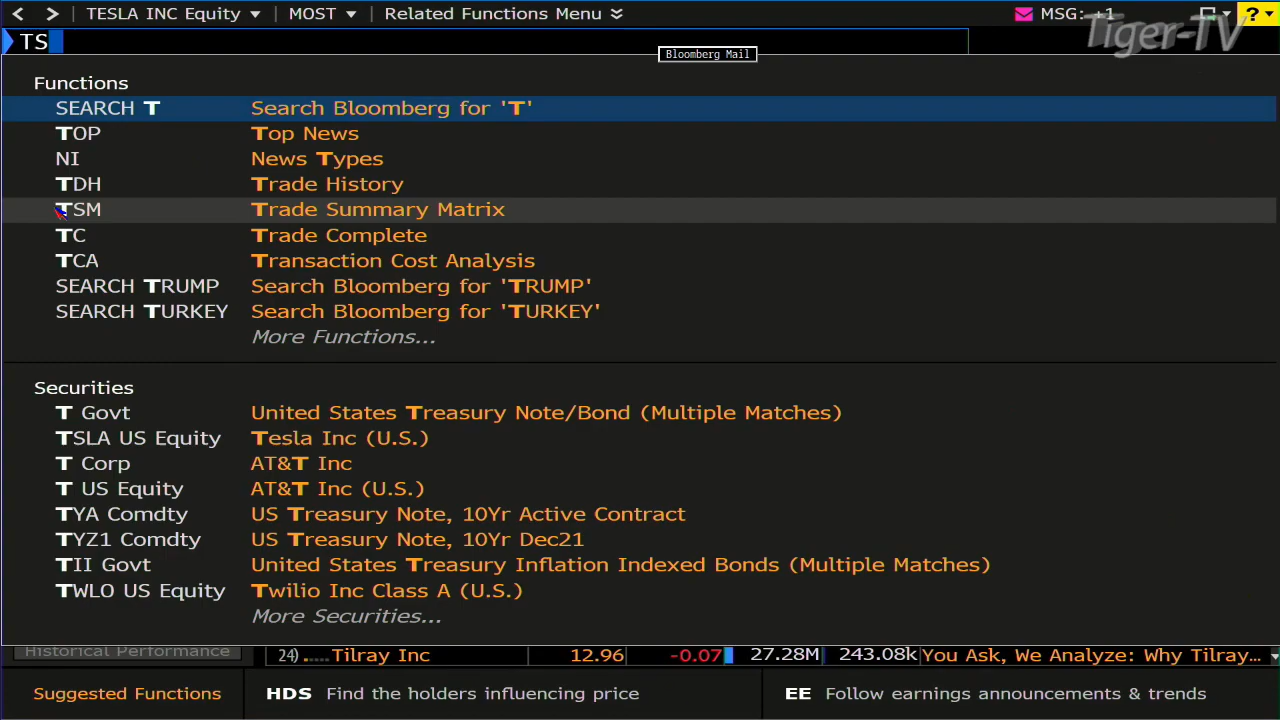 TESLA INC Equity MOST Related Functions Menu MSG: +1 ?
Tiger-TV
TS
Bloomberg Mail
Functions
SEARCH T Search Bloomberg for 'T'
TOP Top News
NI News Types
TDH Trade History
TSM Trade Summary Matrix
TC Trade Complete
TCA Transaction Cost Analysis
SEARCH TRUMP Search Bloomberg for 'TRUMP'
SEARCH TURKEY Search Bloomberg for 'TURKEY'
More Functions...
Securities
T Govt United States Treasury Note/Bond (Multiple Matches)
TSLA US Equity Tesla Inc (U.S.)
T Corp AT&T Inc
T US Equity AT&T Inc (U.S.)
TYA Comdty US Treasury Note, 10Yr Active Contract
TYZ1 Comdty US Treasury Note, 10Yr Dec21
TII Govt United States Treasury Inflation Indexed Bonds (Multiple Matches)
TWLO US Equity Twilio Inc Class A (U.S.)
More Securities...
Historical Performance 24) Tilray Inc 12.96 -0.07 27.28M 243.08k You Ask, We Analyze: Why Tilray...
Suggested Functions HDS Find the holders influencing price EE Follow earnings announcements & trends